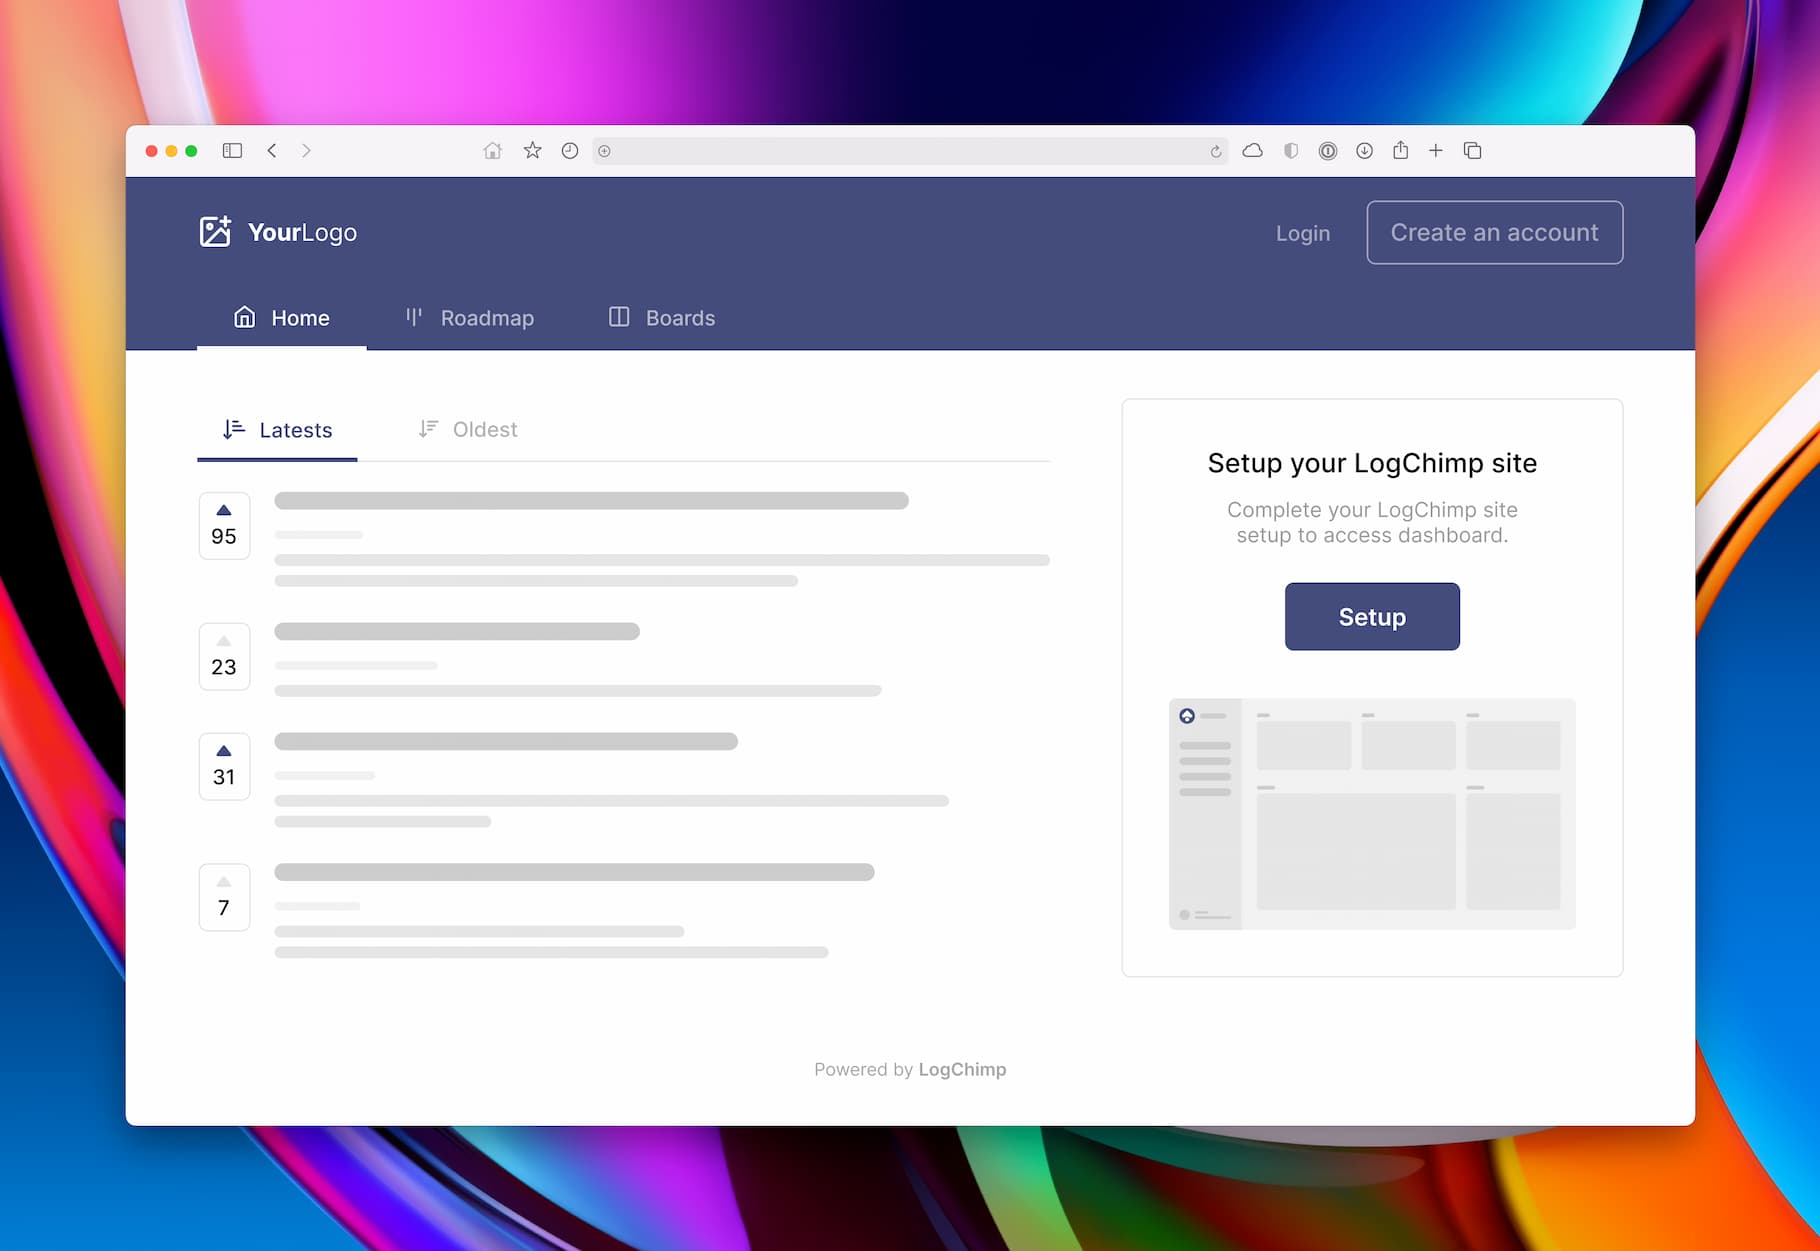 YourLogo
Login
Create an account
Home
Roadmap
Boards
Latests
Oldest
95
23
31
7
Setup your LogChimp site
Complete your LogChimp site
setup to access dashboard.
Setup
Powered by LogChimp